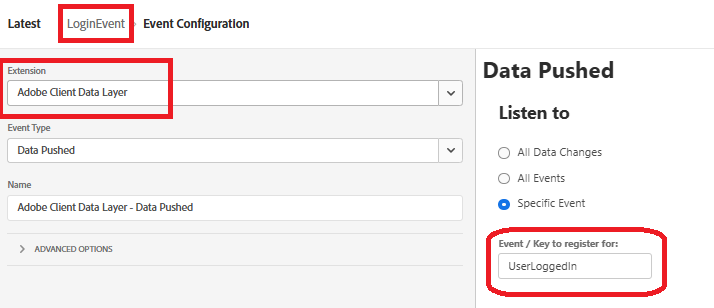 Latest LoginEvent Event Configuration
Extension
Adobe Client Data Layer
Event Type
Data Pushed
Name
Adobe Client Data Layer - Data Pushed
ADVANCED OPTIONS
Data Pushed
Listen to
All Data Changes
All Events
Specific Event
Event / Key to register for:
UserLoggedIn